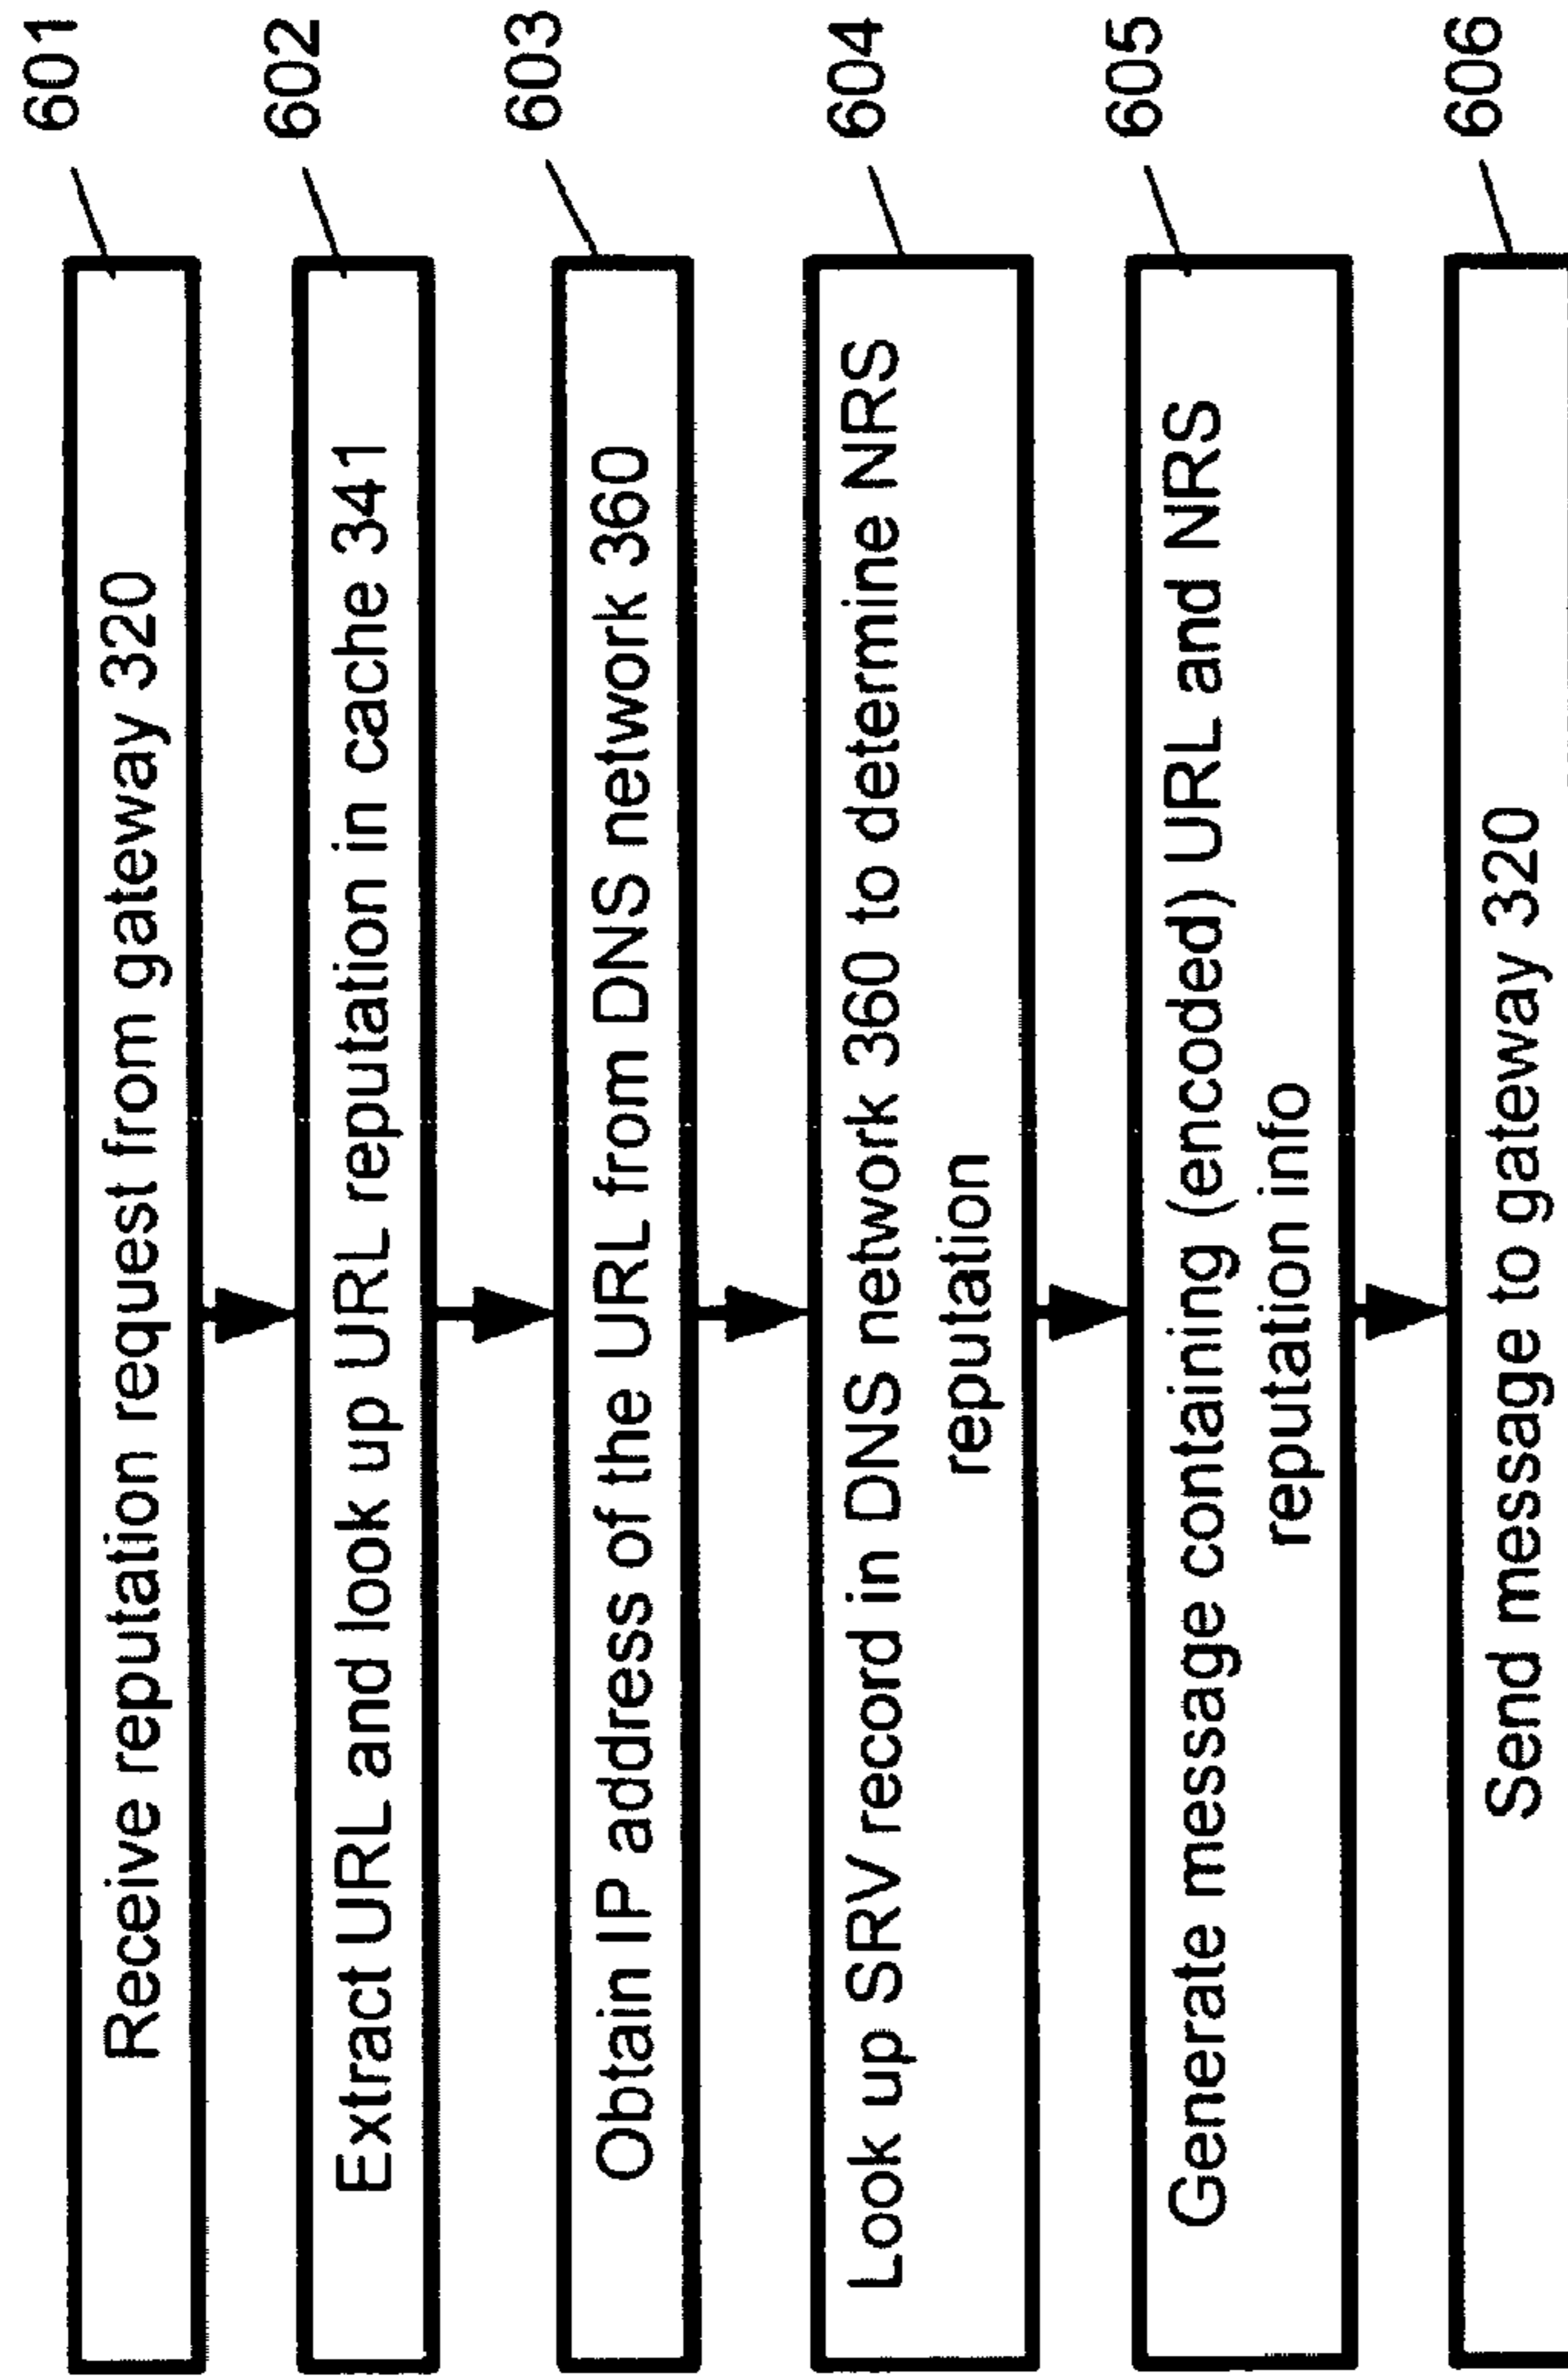 601
Receive reputation request from gateway 320
602
Extract URL and look up URL reputation in cache 341
603
Obtain IP address of the URL from DNS network 360
604
Look up SRV record in DNS network 360 to determine NRS
reputation
605
Generate message containing (encoded) URL and NRS
reputation info
606
Send message to gateway 320